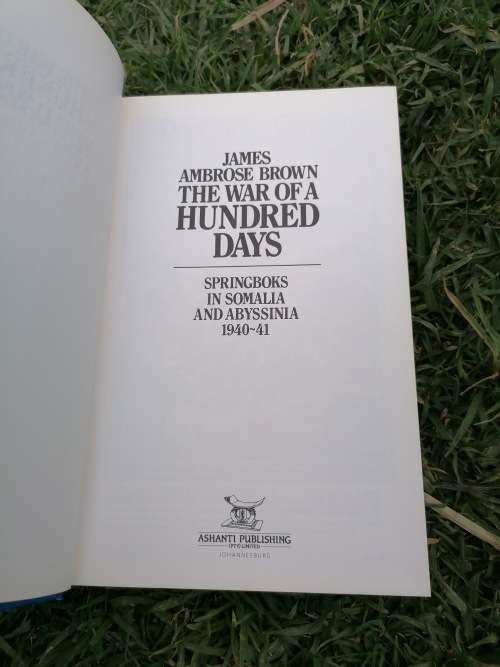 JAMES
AMBROSE BROWN
THE WAR OF A
HUNDRED
DAYS
SPRINGBOKS
IN SOMALIA
AND ABYSSINIA
1940~41
ASHANTI PUBLISHING
(PTY) LIMITED
JOHANNESBURG